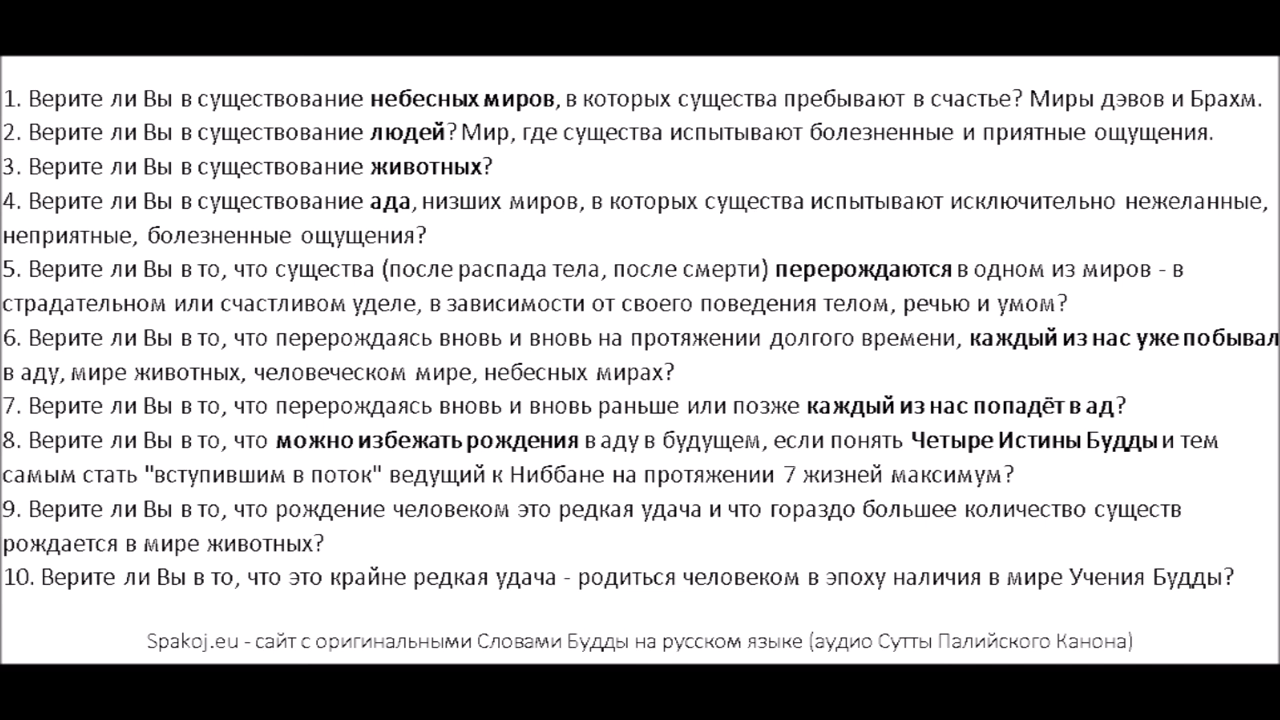 1. Верите ли Вы в существование небесных миров, в которых существа пребывают в счастье? Миры дэвов и Брахм.
2. Верите ли Вы в существование людей? Мир, где существа испытывают болезненные и приятные ощущения.
3. Верите ли Вы в существование животных?
4. Верите ли Вы в существование ада, низших миров, в которых существа испытывают исключительно нежеланные,
неприятные, болезненные ощущения?
5. Верите ли Вы в то, что существа (после распада тела, после смерти) перерождаются в одном из миров - в
страдательном или счастливом уделе, в зависимости от своего поведения телом, речью и умом?
6. Верите ли Вы в то, что перерождаясь вновь и вновь на протяжении долгого времени, каждый из нас уже побывал
в аду, мире животных, человеческом мире, небесных мирах?
7. Верите ли Вы в то, что перерождаясь вновь и вновь раньше или позже каждый из нас попадёт в ад?
8. Верите ли Вы в то, что можно избежать рождения в аду в будущем, если понять Четыре Истины Будды и тем
самым стать "вступившим в поток" ведущий к Ниббане на протяжении 7 жизней максимум?
9. Верите ли Вы в то, что рождение человеком это редкая удача и что гораздо большее количество существ
рождается в мире животных?
10. Верите ли Вы в то, что это крайне редкая удача - родиться человеком в эпоху наличия в мире Учения Будды?
Spakoj.eu - сайт с оригинальными Словами Будды на русском языке (аудио Сутты Палийского Канона)